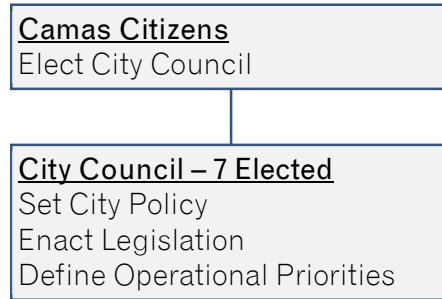 Camas Citizens
Elect City Council
City Council – 7 Elected
Set City Policy
Enact Legislation
Define Operational Priorities